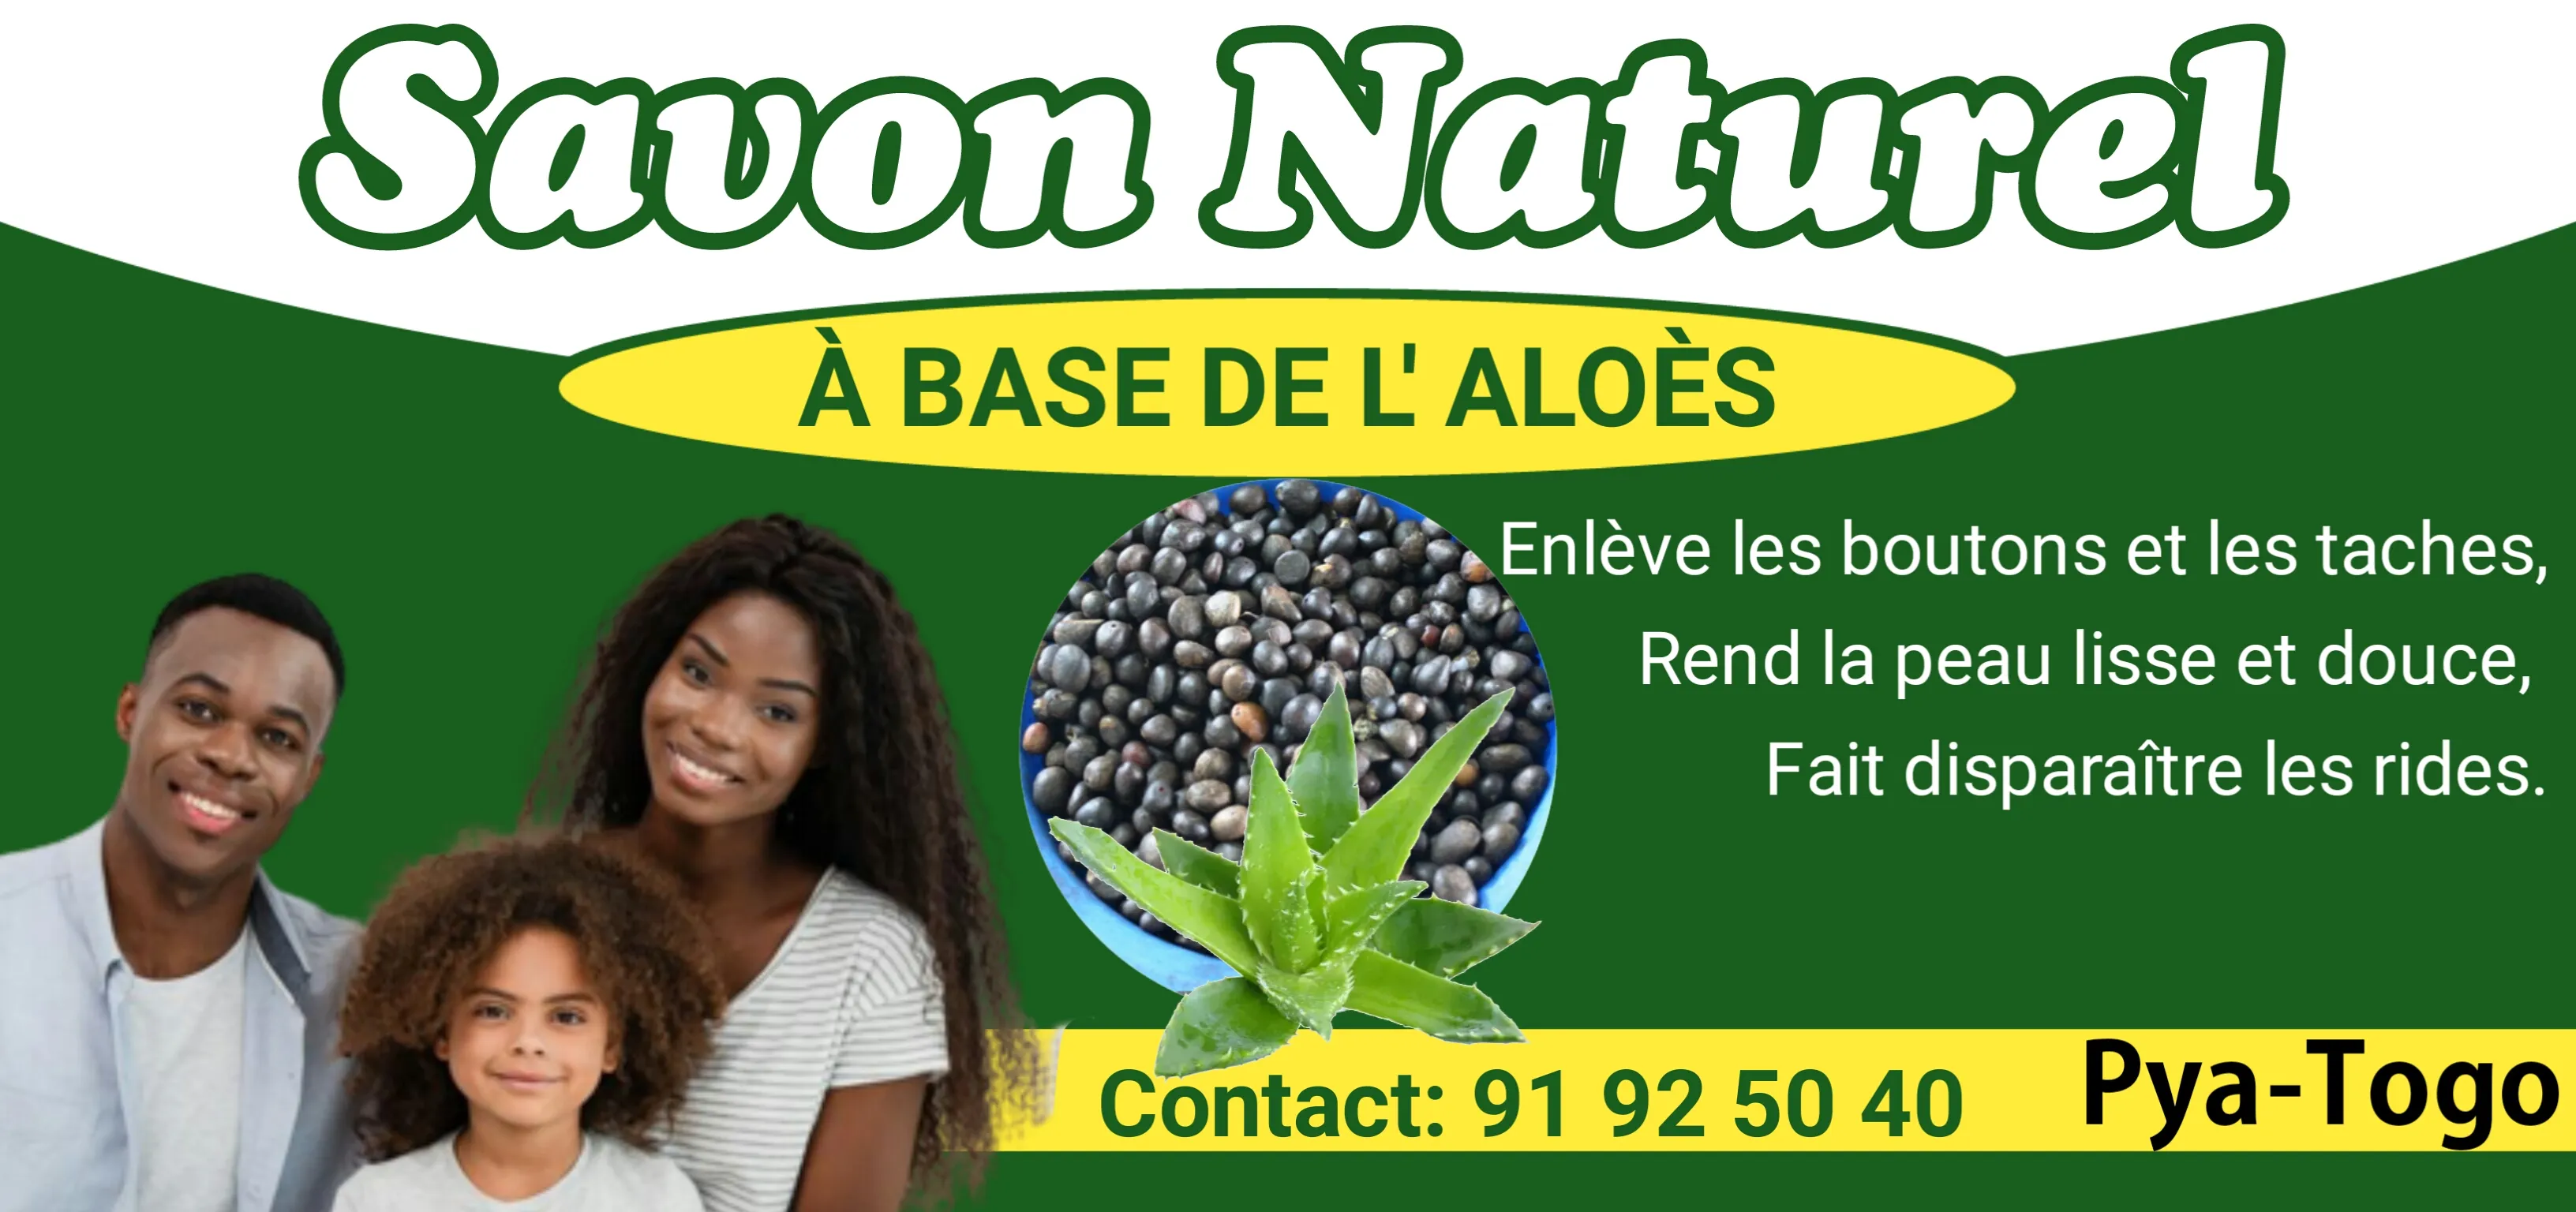 Savon Naturel
À BASE DE L' ALOÈS
Enlève les boutons et les taches,
Rend la peau lisse et douce,
Fait disparaître les rides.
Contact: 91 92 50 40
Pya-Togo